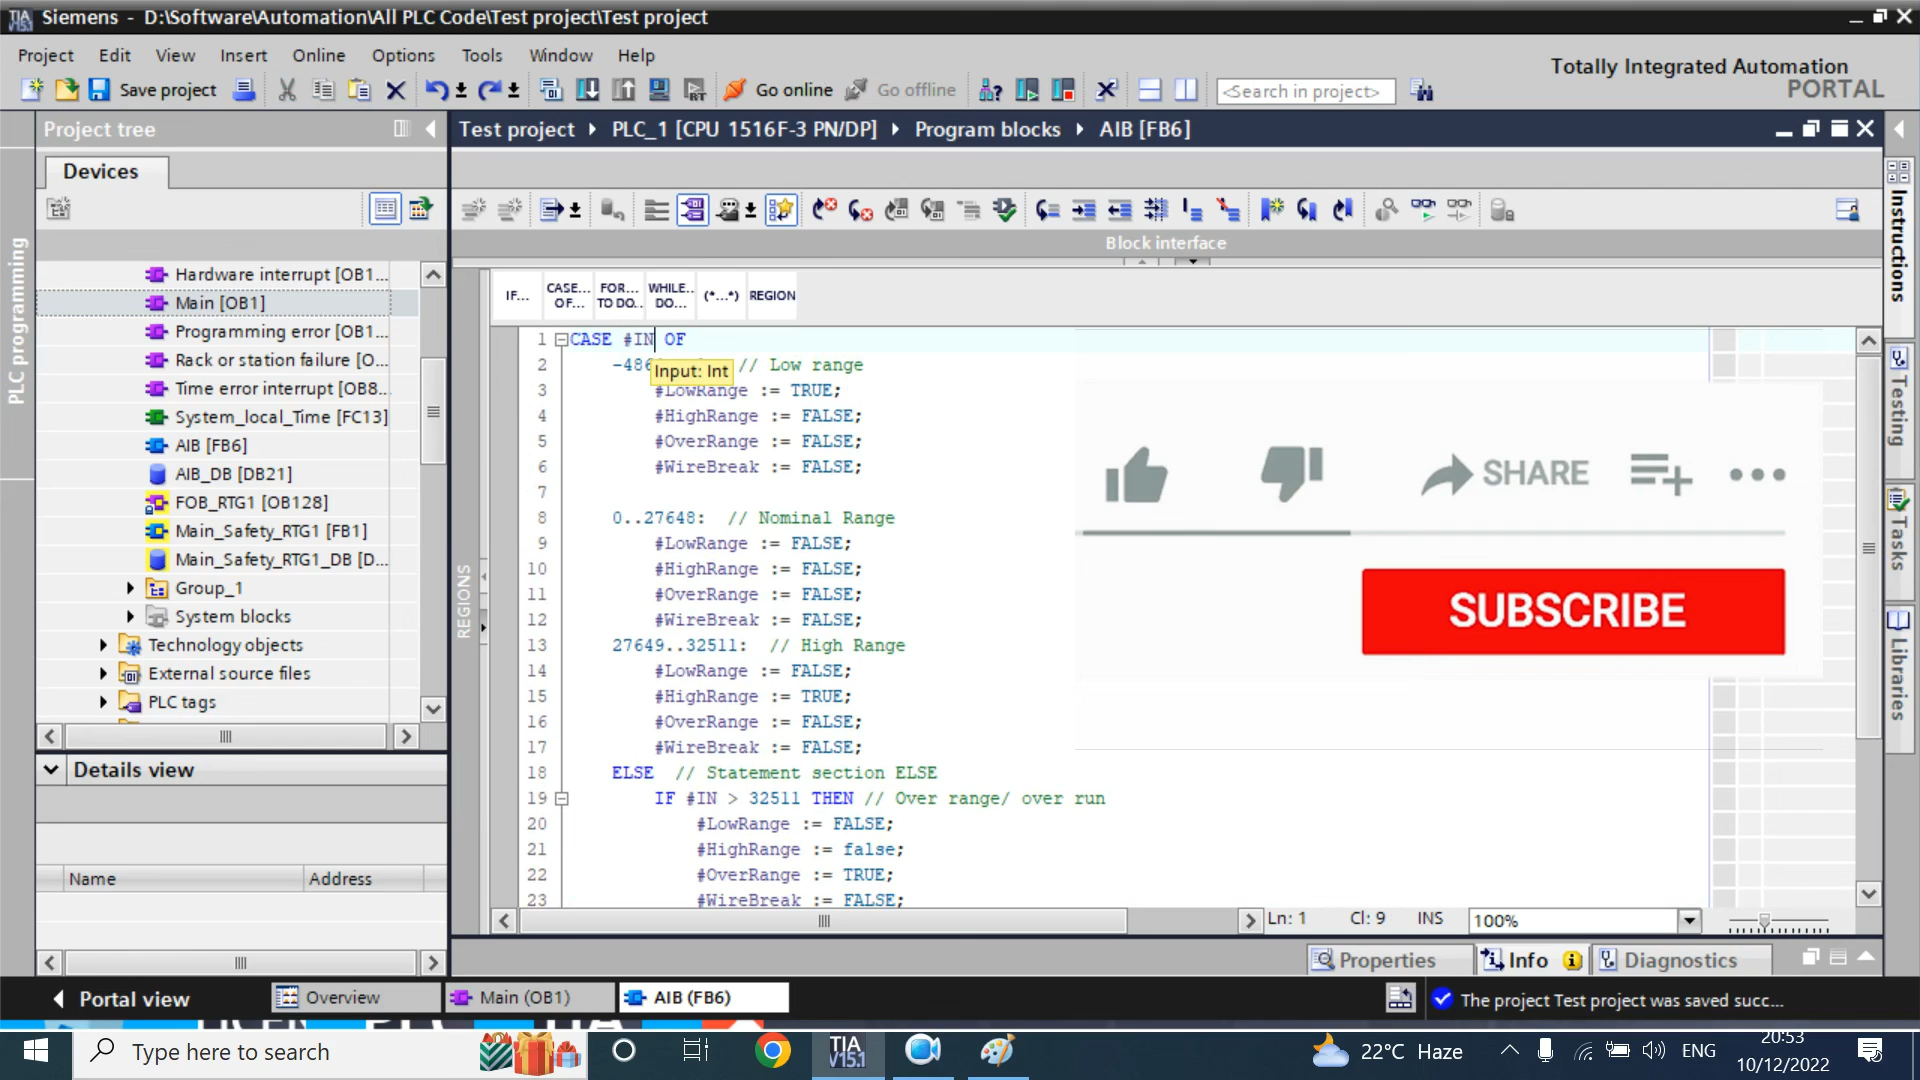 TIA V15.1 Siemens - D:\Software\Automation\All PLC Code\Test project\Test project
Project Edit View Insert Online Options Tools Window Help
Totally Integrated Automation
PORTAL
Save project Go online Go offline <Search in project>
Project tree
Test project PLC_1 [CPU 1516F-3 PN/DP] Program blocks AIB [FB6]
Devices
PLC programming
Block interface
Hardware interrupt [OB1...
Main [OB1]
Programming error [OB1...
Rack or station failure [O...
Time error interrupt [OB8...
System_local_Time [FC13]
AIB [FB6]
AIB_DB [DB21]
FOB_RTG1 [OB128]
Main_Safety_RTG1 [FB1]
Main_Safety_RTG1_DB [D...
Group_1
System blocks
Technology objects
External source files
PLC tags
Details view
Name Address
IF... CASE... OF... FOR... TO DO.. WHILE.. DO... (*...*) REGION
REGIONS
1 CASE #IN OF
2 -486 // Low range
Input: Int
3 #LowRange := TRUE;
4 #HighRange := FALSE;
5 #OverRange := FALSE;
6 #WireBreak := FALSE;
7
8 0..27648: // Nominal Range
9 #LowRange := FALSE;
10 #HighRange := FALSE;
11 #OverRange := FALSE;
12 #WireBreak := FALSE;
13 27649..32511: // High Range
14 #LowRange := FALSE;
15 #HighRange := TRUE;
16 #OverRange := FALSE;
17 #WireBreak := FALSE;
18 ELSE // Statement section ELSE
19 IF #IN > 32511 THEN // Over range/ over run
20 #LowRange := FALSE;
21 #HighRange := false;
22 #OverRange := TRUE;
23 #WireBreak := FALSE;
SHARE
SUBSCRIBE
Instructions
Testing
Tasks
Libraries
Ln: 1 Cl: 9 INS 100%
Properties Info Diagnostics
Portal view Overview Main (OB1) AIB (FB6) The project Test project was saved succ...
Type here to search
TIA V15.1
22°C Haze ENG
20:53
10/12/2022